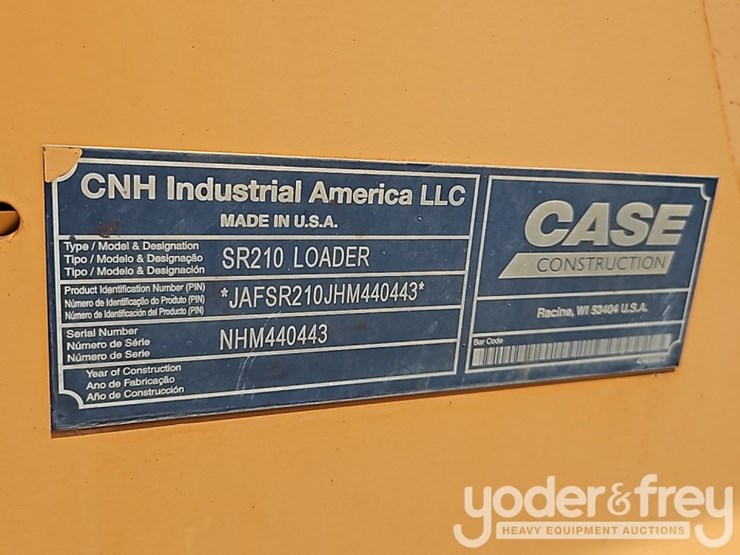 CNH Industrial America LLC
MADE IN U.S.A.
Type / Model & Designation
Tipo / Modelo & Designação
Tipo / Modelo & Designación
SR210 LOADER
Product Identification Number (PIN)
Número de Identificação do Produto (PIN)
Número de Identificación del Producto (PIN)
*JAFSR210JHM440443*
Serial Number
Número de Série
Número de Serie
NHM440443
Year of Construction
Ano de Fabricação
Año de Construcción
CASE
CONSTRUCTION
Racine, WI 53404 U.S.A.
Bar Code
yoder&frey
HEAVY EQUIPMENT AUCTIONS